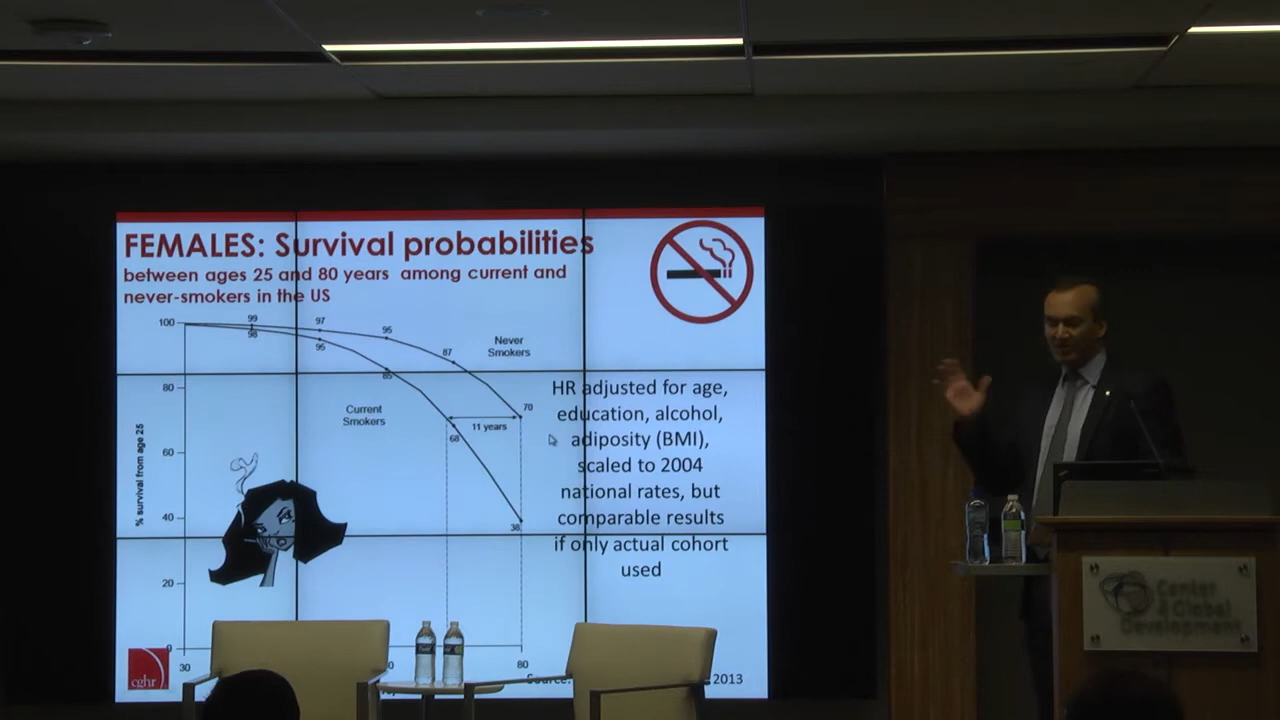 FEMALES: Survival probabilities
between ages 25 and 80 years among current and
never-smokers in the US
100
99
98
97
95
95
85
87
Never
Smokers
80
Current
Smokers
70
11 years
68
60
% survival from age 25
40
38
20
0
30
80
HR adjusted for age,
education, alcohol,
adiposity (BMI),
scaled to 2004
national rates, but
comparable results
if only actual cohort
used
cghr
2013
Center
Global
Development